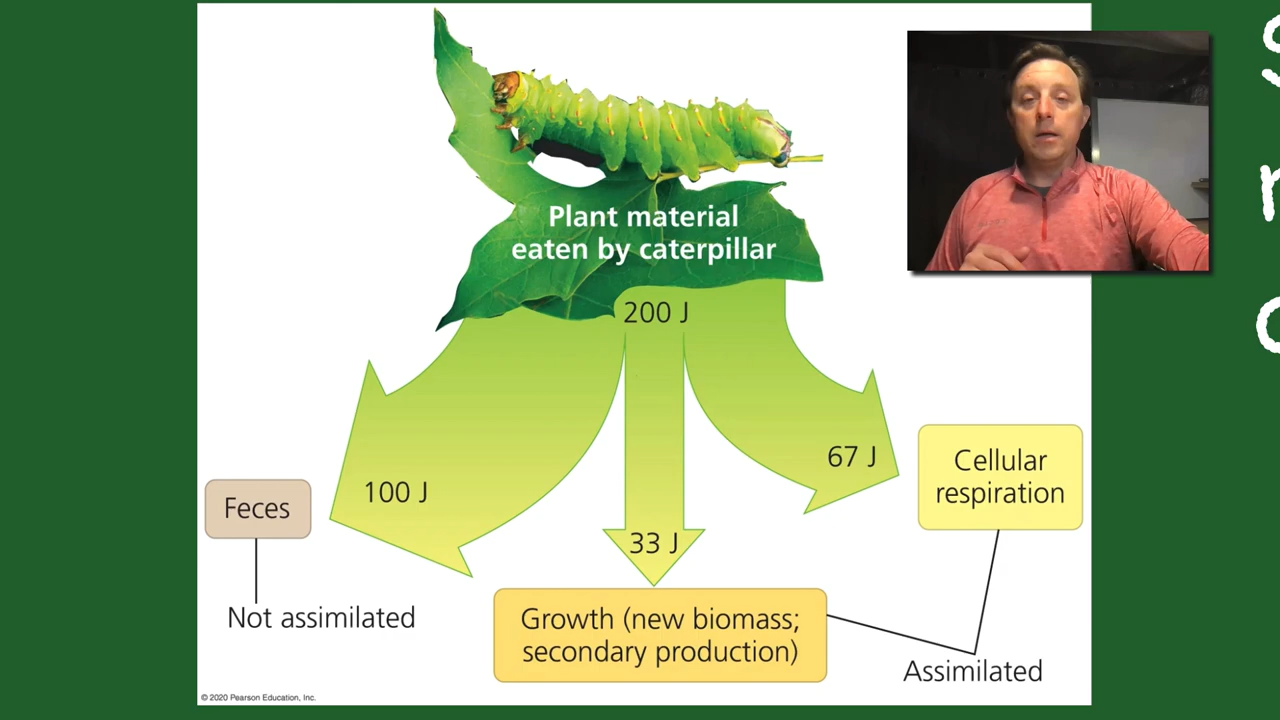 Plant material
eaten by caterpillar
200 J
100 J
33 J
67 J
Feces
Cellular
respiration
Not assimilated
Growth (new biomass;
secondary production)
Assimilated
© 2020 Pearson Education, Inc.